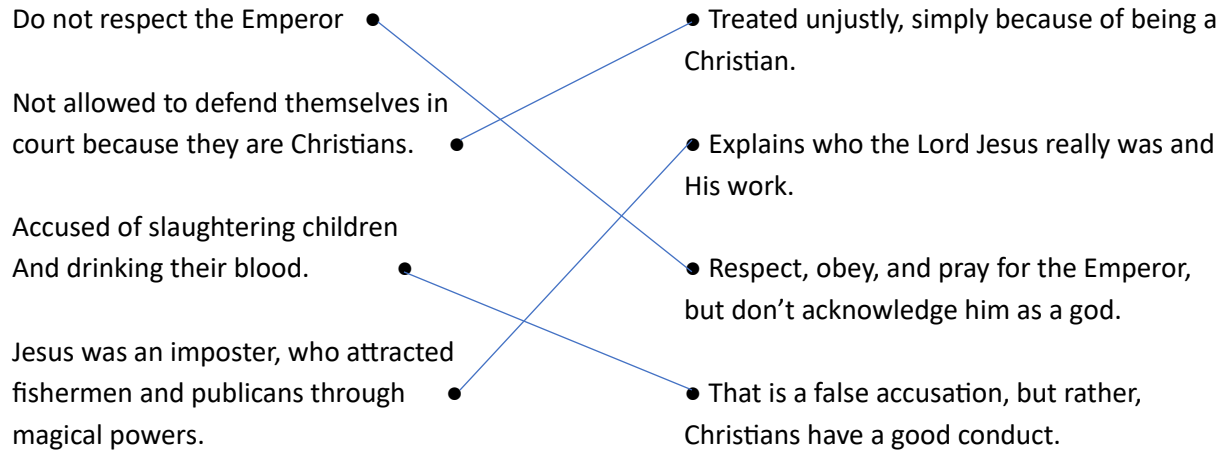 Do not respect the Emperor
Not allowed to defend themselves in
court because they are Christians.
Accused of slaughtering children
And drinking their blood.
Jesus was an imposter, who attracted
fishermen and publicans through
magical powers.
Treated unjustly, simply because of being a
Christian.
Explains who the Lord Jesus really was and
His work.
Respect, obey, and pray for the Emperor,
but don’t acknowledge him as a god.
That is a false accusation, but rather,
Christians have a good conduct.